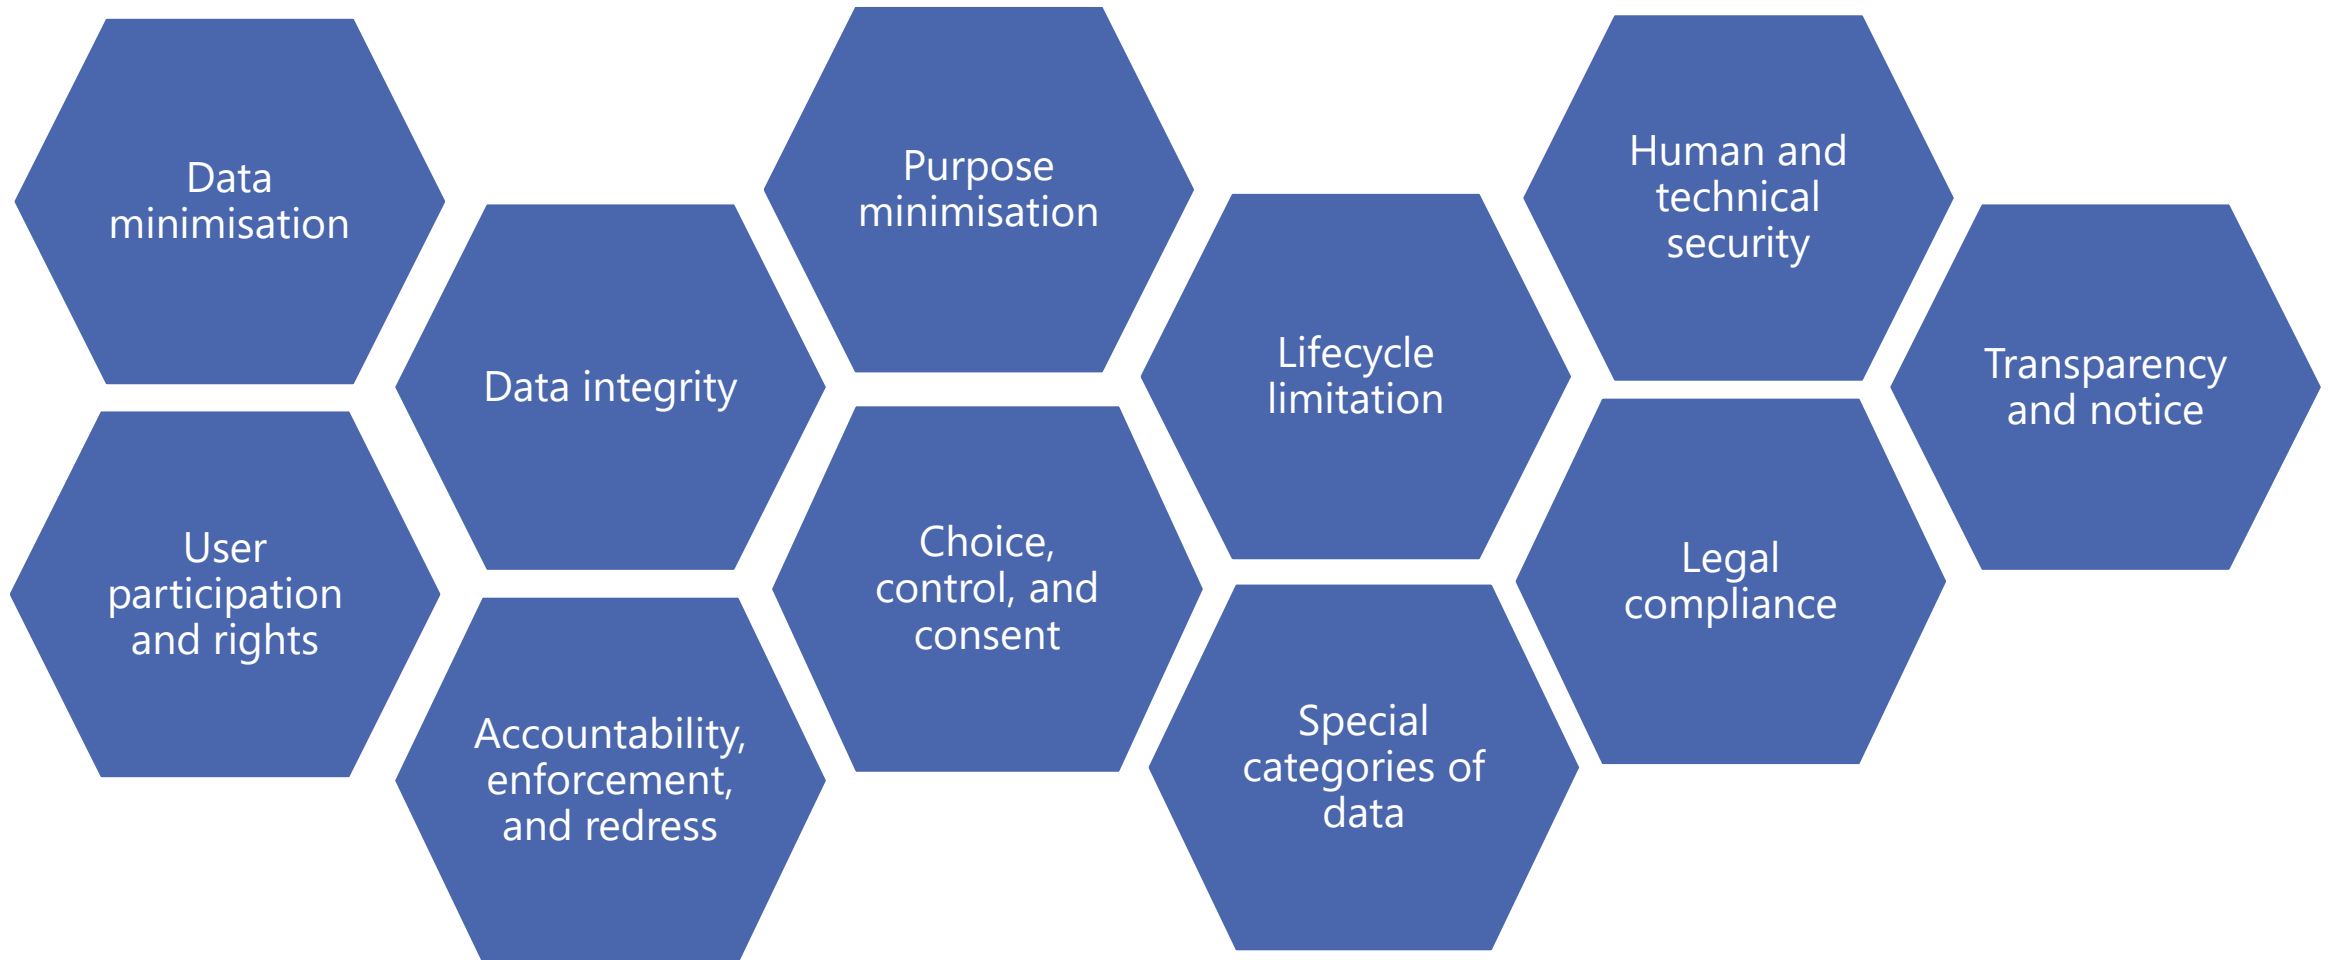 Data
minimisation
Purpose
minimisation
Human and
technical
security
Data integrity
Lifecycle
limitation
Transparency
and notice
User
participation
and rights
Choice,
control, and
consent
Legal
compliance
Accountability,
enforcement,
and redress
Special
categories of
data